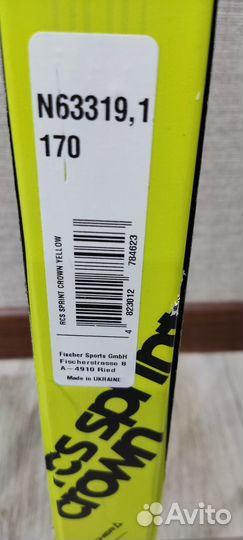 N63319,1
170
RCS SPRINT CROWN YELLOW
4 823012 784623
Fischer Sports GmbH
Fischerstrasse 8
A-4910 Ried
Made in UKRAINE
rcs sprint
crown
Avito